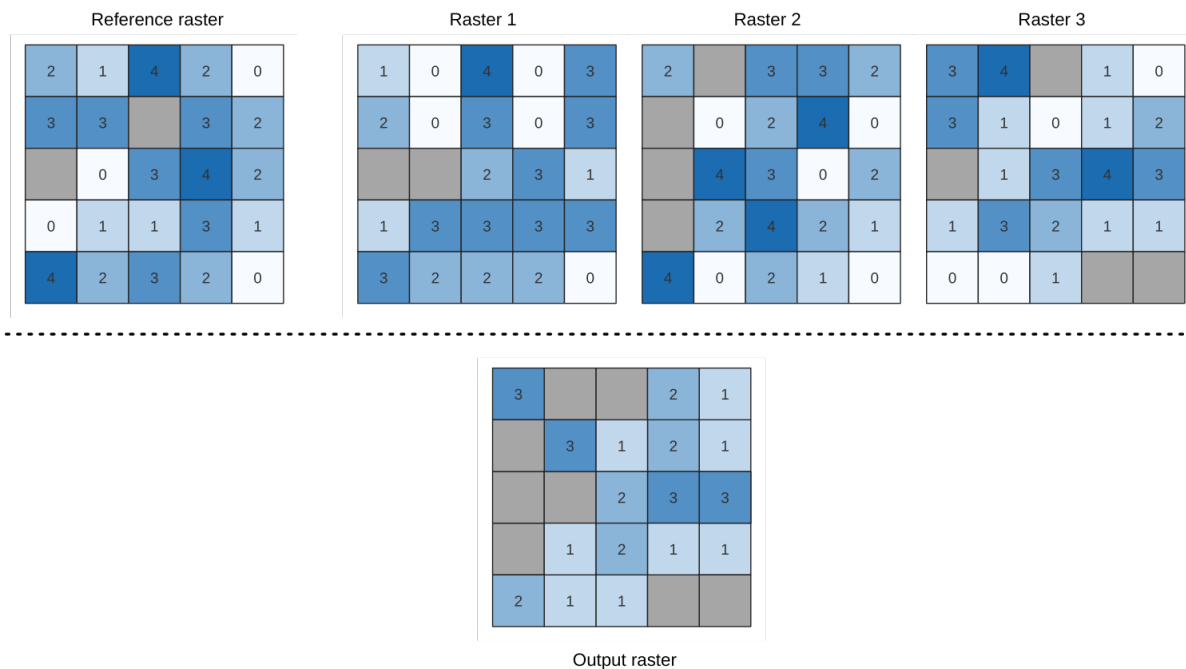 Reference raster Raster 1 Raster 2 Raster 3
2 1 4 2 0 1 0 4 0 3 2 3 3 2 3 4 1 0
3 3 3 2 2 0 3 0 3 0 2 4 0 3 1 0 1 2
0 3 4 2 2 3 1 4 3 0 2 1 3 4 3
0 1 1 3 1 1 3 3 3 3 2 4 2 1 1 3 2 1 1
4 2 3 2 0 3 2 2 2 0 4 0 2 1 0 0 0 1
3 2 1
3 1 2 1
2 3 3
1 2 1 1
2 1 1
Output raster